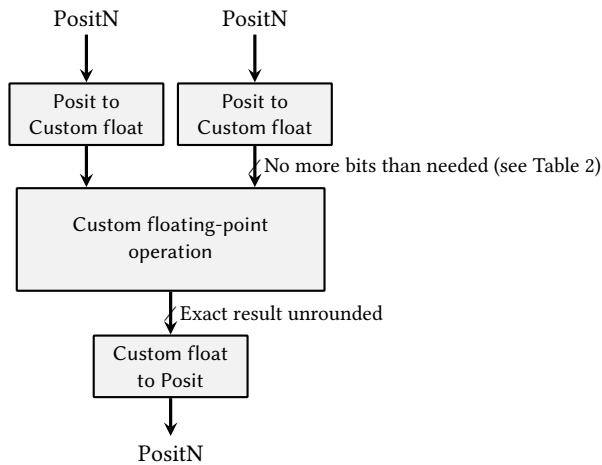 PositN
PositN
Posit to
Custom float
Posit to
Custom float
No more bits than needed (see Table 2)
Custom floating-point
operation
Exact result unrounded
Custom float
to Posit
PositN